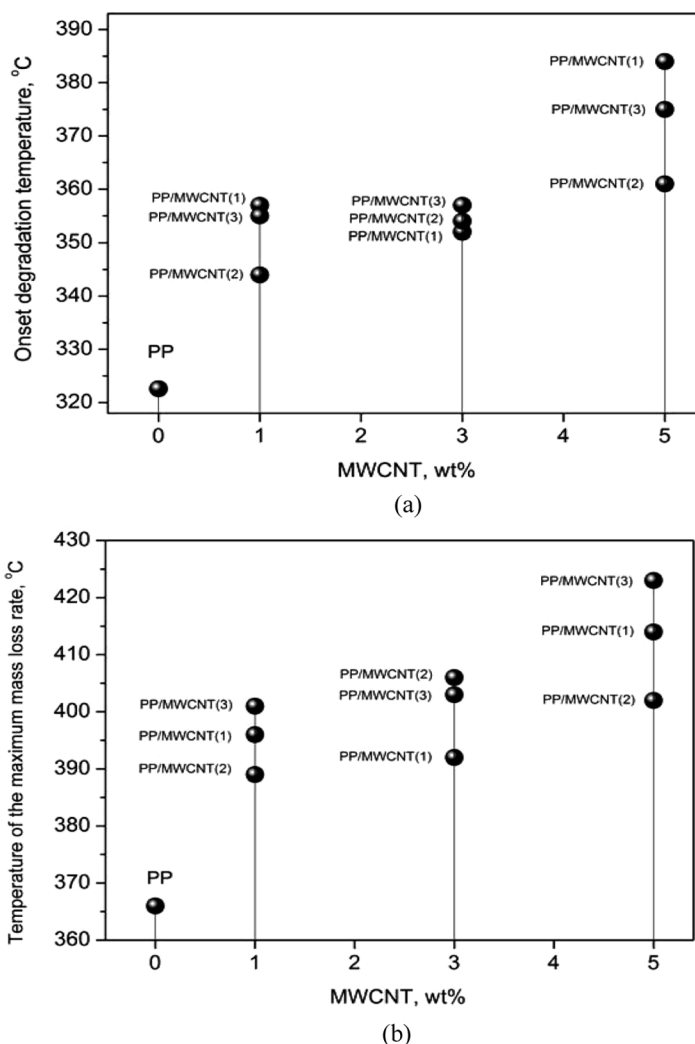 390
380
370
360
350
340
330
320
Onset degradation temperature, °C
PP
PP/MWCNT(1)
PP/MWCNT(3)
PP/MWCNT(2)
PP/MWCNT(3)
PP/MWCNT(2)
PP/MWCNT(1)
PP/MWCNT(1)
PP/MWCNT(3)
PP/MWCNT(2)
0 1 2 3 4 5
MWCNT, wt%
(a)
430
420
410
400
390
380
370
360
Temperature of the maximum mass loss rate, °C
PP
PP/MWCNT(3)
PP/MWCNT(1)
PP/MWCNT(2)
PP/MWCNT(2)
PP/MWCNT(3)
PP/MWCNT(1)
PP/MWCNT(3)
PP/MWCNT(1)
PP/MWCNT(2)
0 1 2 3 4 5
MWCNT, wt%
(b)